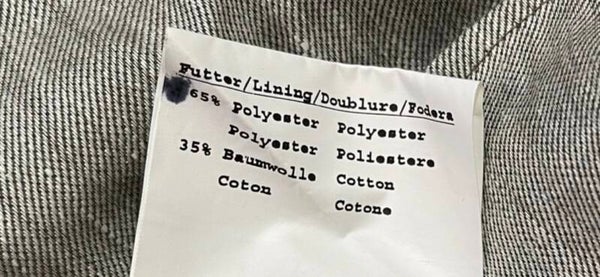 Futter/Lining/Doublure/Fodera
65% Polyester Polyester
Polyester Poliestere
35% Baumwolle Cotton
Coton Cotone